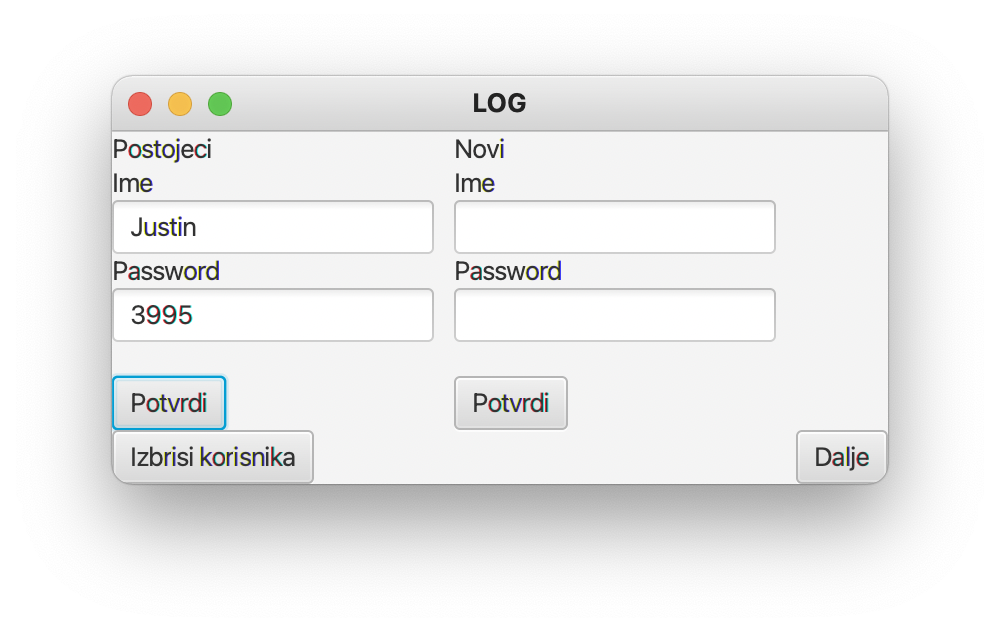 LOG
Postojeci Novi
Ime Ime
Justin
Password Password
3995
Potvrdi Potvrdi
Izbrisi korisnika Dalje